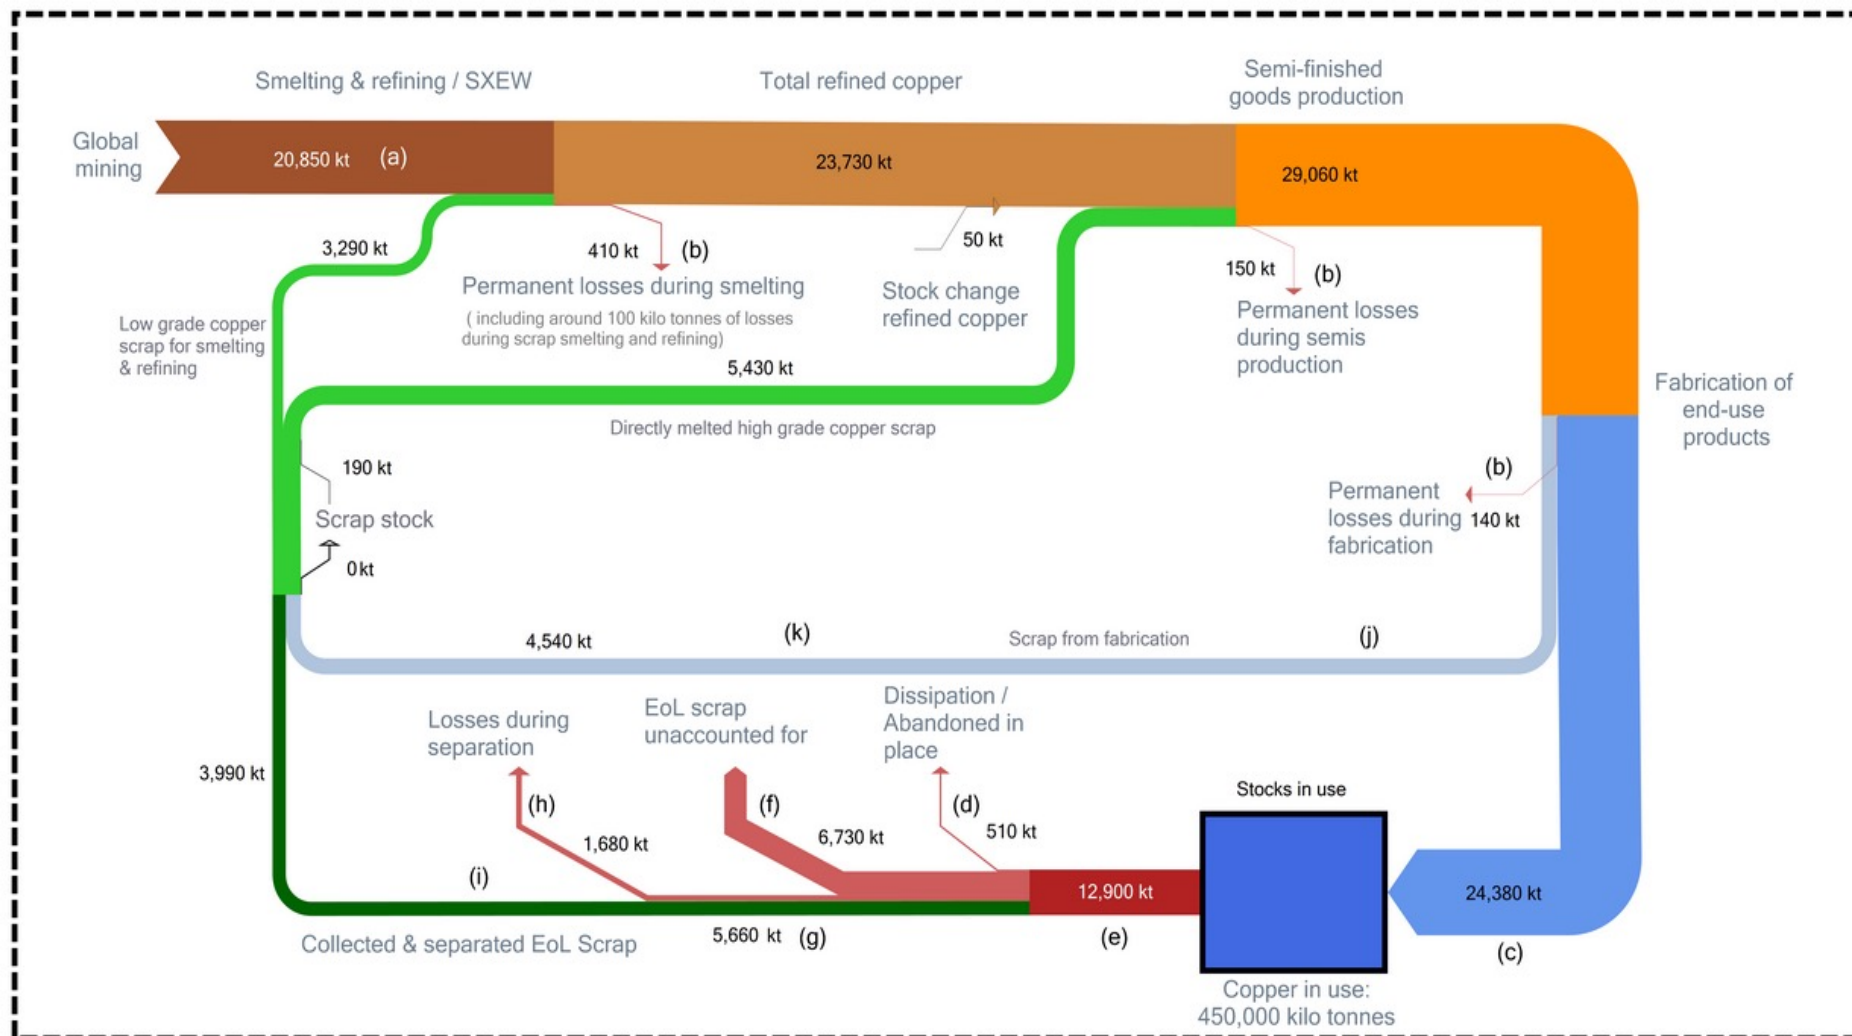 Smelting & refining / SXEW
Total refined copper
Semi-finished
goods production
Global
mining
20,850 kt
(a)
23,730 kt
29,060 kt
3,290 kt
410 kt
(b)
Permanent losses during smelting
( including around 100 kilo tonnes of losses
during scrap smelting and refining)
50 kt
Stock change
refined copper
150 kt
(b)
Permanent losses
during semis
production
Low grade copper
scrap for smelting
& refining
5,430 kt
Directly melted high grade copper scrap
Fabrication of
end-use
products
190 kt
Scrap stock
0 kt
(b)
Permanent
losses during
fabrication
140 kt
4,540 kt
(k)
Scrap from fabrication
(j)
Losses during
separation
EoL scrap
unaccounted for
Dissipation /
Abandoned in
place
3,990 kt
(h)
1,680 kt
(f)
6,730 kt
(d)
510 kt
Stocks in use
(i)
12,900 kt
24,380 kt
Collected & separated EoL Scrap
5,660 kt
(g)
(e)
(c)
Copper in use:
450,000 kilo tonnes